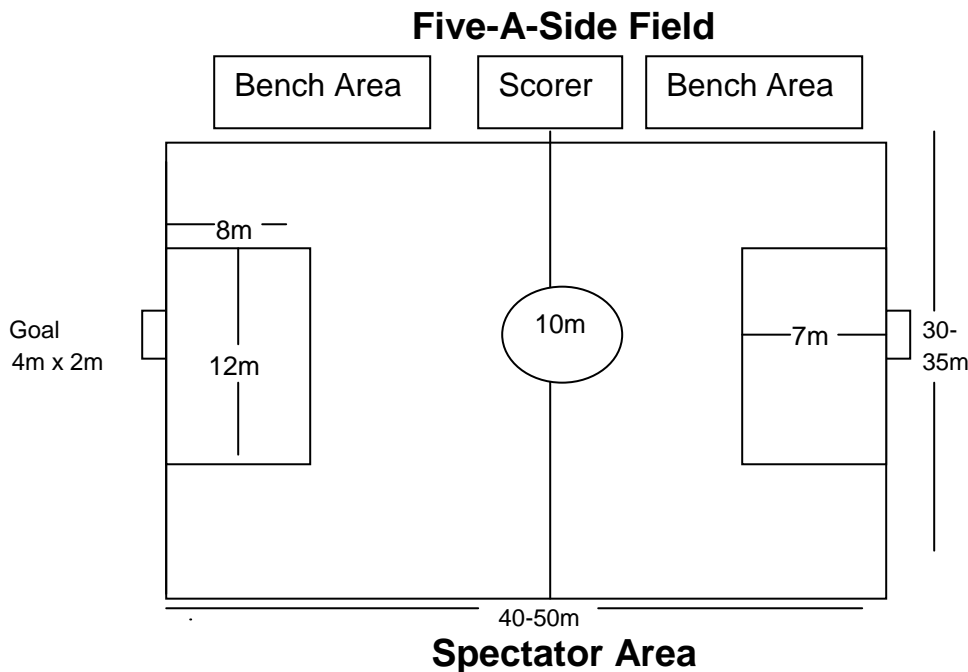 Five-A-Side Field
Bench Area
Scorer
Bench Area
8m
Goal
4m x 2m
12m
10m
7m
30-
35m
40-50m
Spectator Area